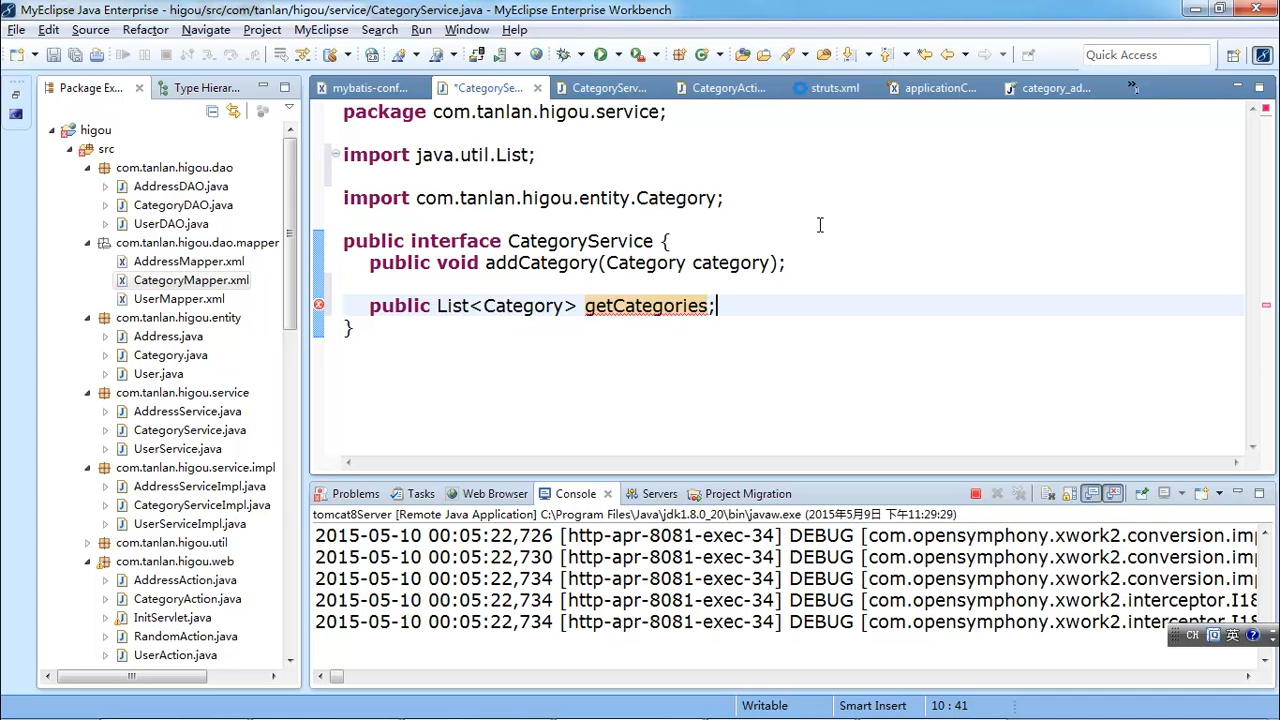 MyEclipse Java Enterprise - higou/src/com/tanlan/higou/service/CategoryService.java - MyEclipse Enterprise Workbench
File Edit Source Refactor Navigate Project MyEclipse Search Run Window Help
Quick Access
Package Ex...
Type Hierar...
higou
src
com.tanlan.higou.dao
AddressDAO.java
CategoryDAO.java
UserDAO.java
com.tanlan.higou.dao.mapper
AddressMapper.xml
CategoryMapper.xml
UserMapper.xml
com.tanlan.higou.entity
Address.java
Category.java
User.java
com.tanlan.higou.service
AddressService.java
CategoryService.java
UserService.java
com.tanlan.higou.service.impl
AddressServiceImpl.java
CategoryServiceImpl.java
UserServiceImpl.java
com.tanlan.higou.util
com.tanlan.higou.web
AddressAction.java
CategoryAction.java
InitServlet.java
RandomAction.java
UserAction.java
mybatis-conf... *CategorySe... CategoryServ... CategoryActi... struts.xml applicationC... category_ad...
package com.tanlan.higou.service;
import java.util.List;
import com.tanlan.higou.entity.Category;
public interface CategoryService {
public void addCategory(Category category);
public List<Category> getCategories;
}
Problems Tasks Web Browser Console Servers Project Migration
tomcat8Server [Remote Java Application] C:\Program Files\Java\jdk1.8.0_20\bin\javaw.exe (2015年5月9日 下午11:29:29)
2015-05-10 00:05:22,726 [http-apr-8081-exec-34] DEBUG [com.opensymphony.xwork2.conversion.imp
2015-05-10 00:05:22,730 [http-apr-8081-exec-34] DEBUG [com.opensymphony.xwork2.conversion.imp
2015-05-10 00:05:22,734 [http-apr-8081-exec-34] DEBUG [com.opensymphony.xwork2.conversion.imp
2015-05-10 00:05:22,734 [http-apr-8081-exec-34] DEBUG [com.opensymphony.xwork2.interceptor.I18
2015-05-10 00:05:22,734 [http-apr-8081-exec-34] DEBUG [com.opensymphony.xwork2.interceptor.I18
CH 英
Writable Smart Insert 10 : 41